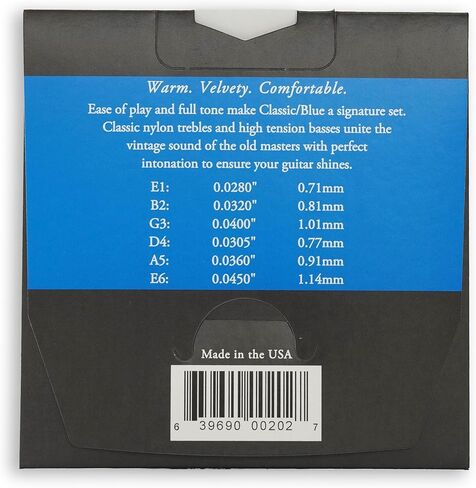 Warm. Velvety. Comfortable.
Ease of play and full tone make Classic/Blue a signature set.
Classic nylon trebles and high tension basses unite the
vintage sound of the old masters with perfect
intonation to ensure your guitar shines.
E1: 0.0280" 0.71mm
B2: 0.0320" 0.81mm
G3: 0.0400" 1.01mm
D4: 0.0305" 0.77mm
A5: 0.0360" 0.91mm
E6: 0.0450" 1.14mm
Made in the USA
6 39690 00202 7